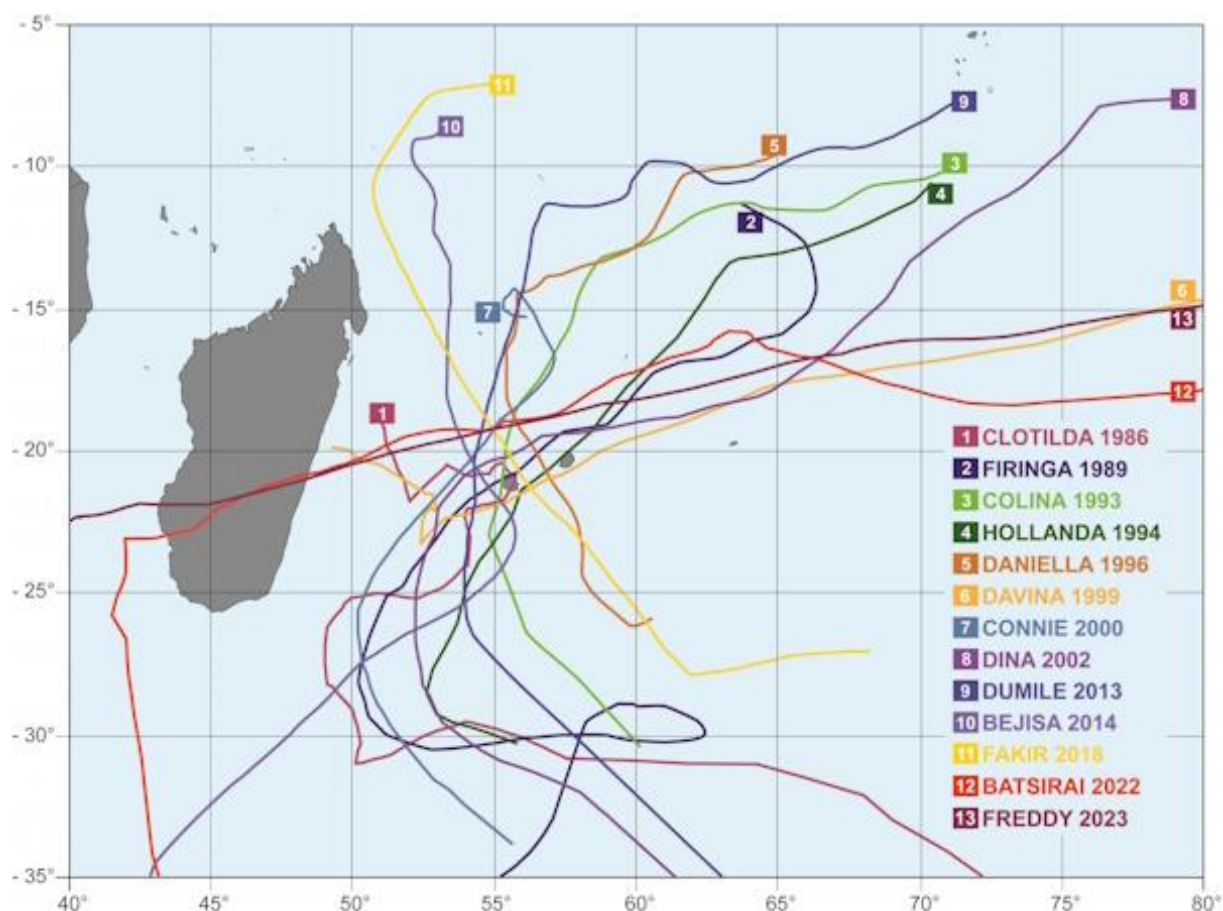 - 5°
11
10
9
8
- 10°
5
3
4
2
- 15°
7
6
13
12
1
- 20°
1 CLOTILDA 1986
2 FIRINGA 1989
3 COLINA 1993
4 HOLLANDA 1994
- 25°
5 DANIELLA 1996
6 DAVINA 1999
7 CONNIE 2000
8 DINA 2002
9 DUMILE 2013
10 BEJISA 2014
- 30°
11 FAKIR 2018
12 BATSIRAI 2022
13 FREDDY 2023
- 35°
40° 45° 50° 55° 60° 65° 70° 75° 80°